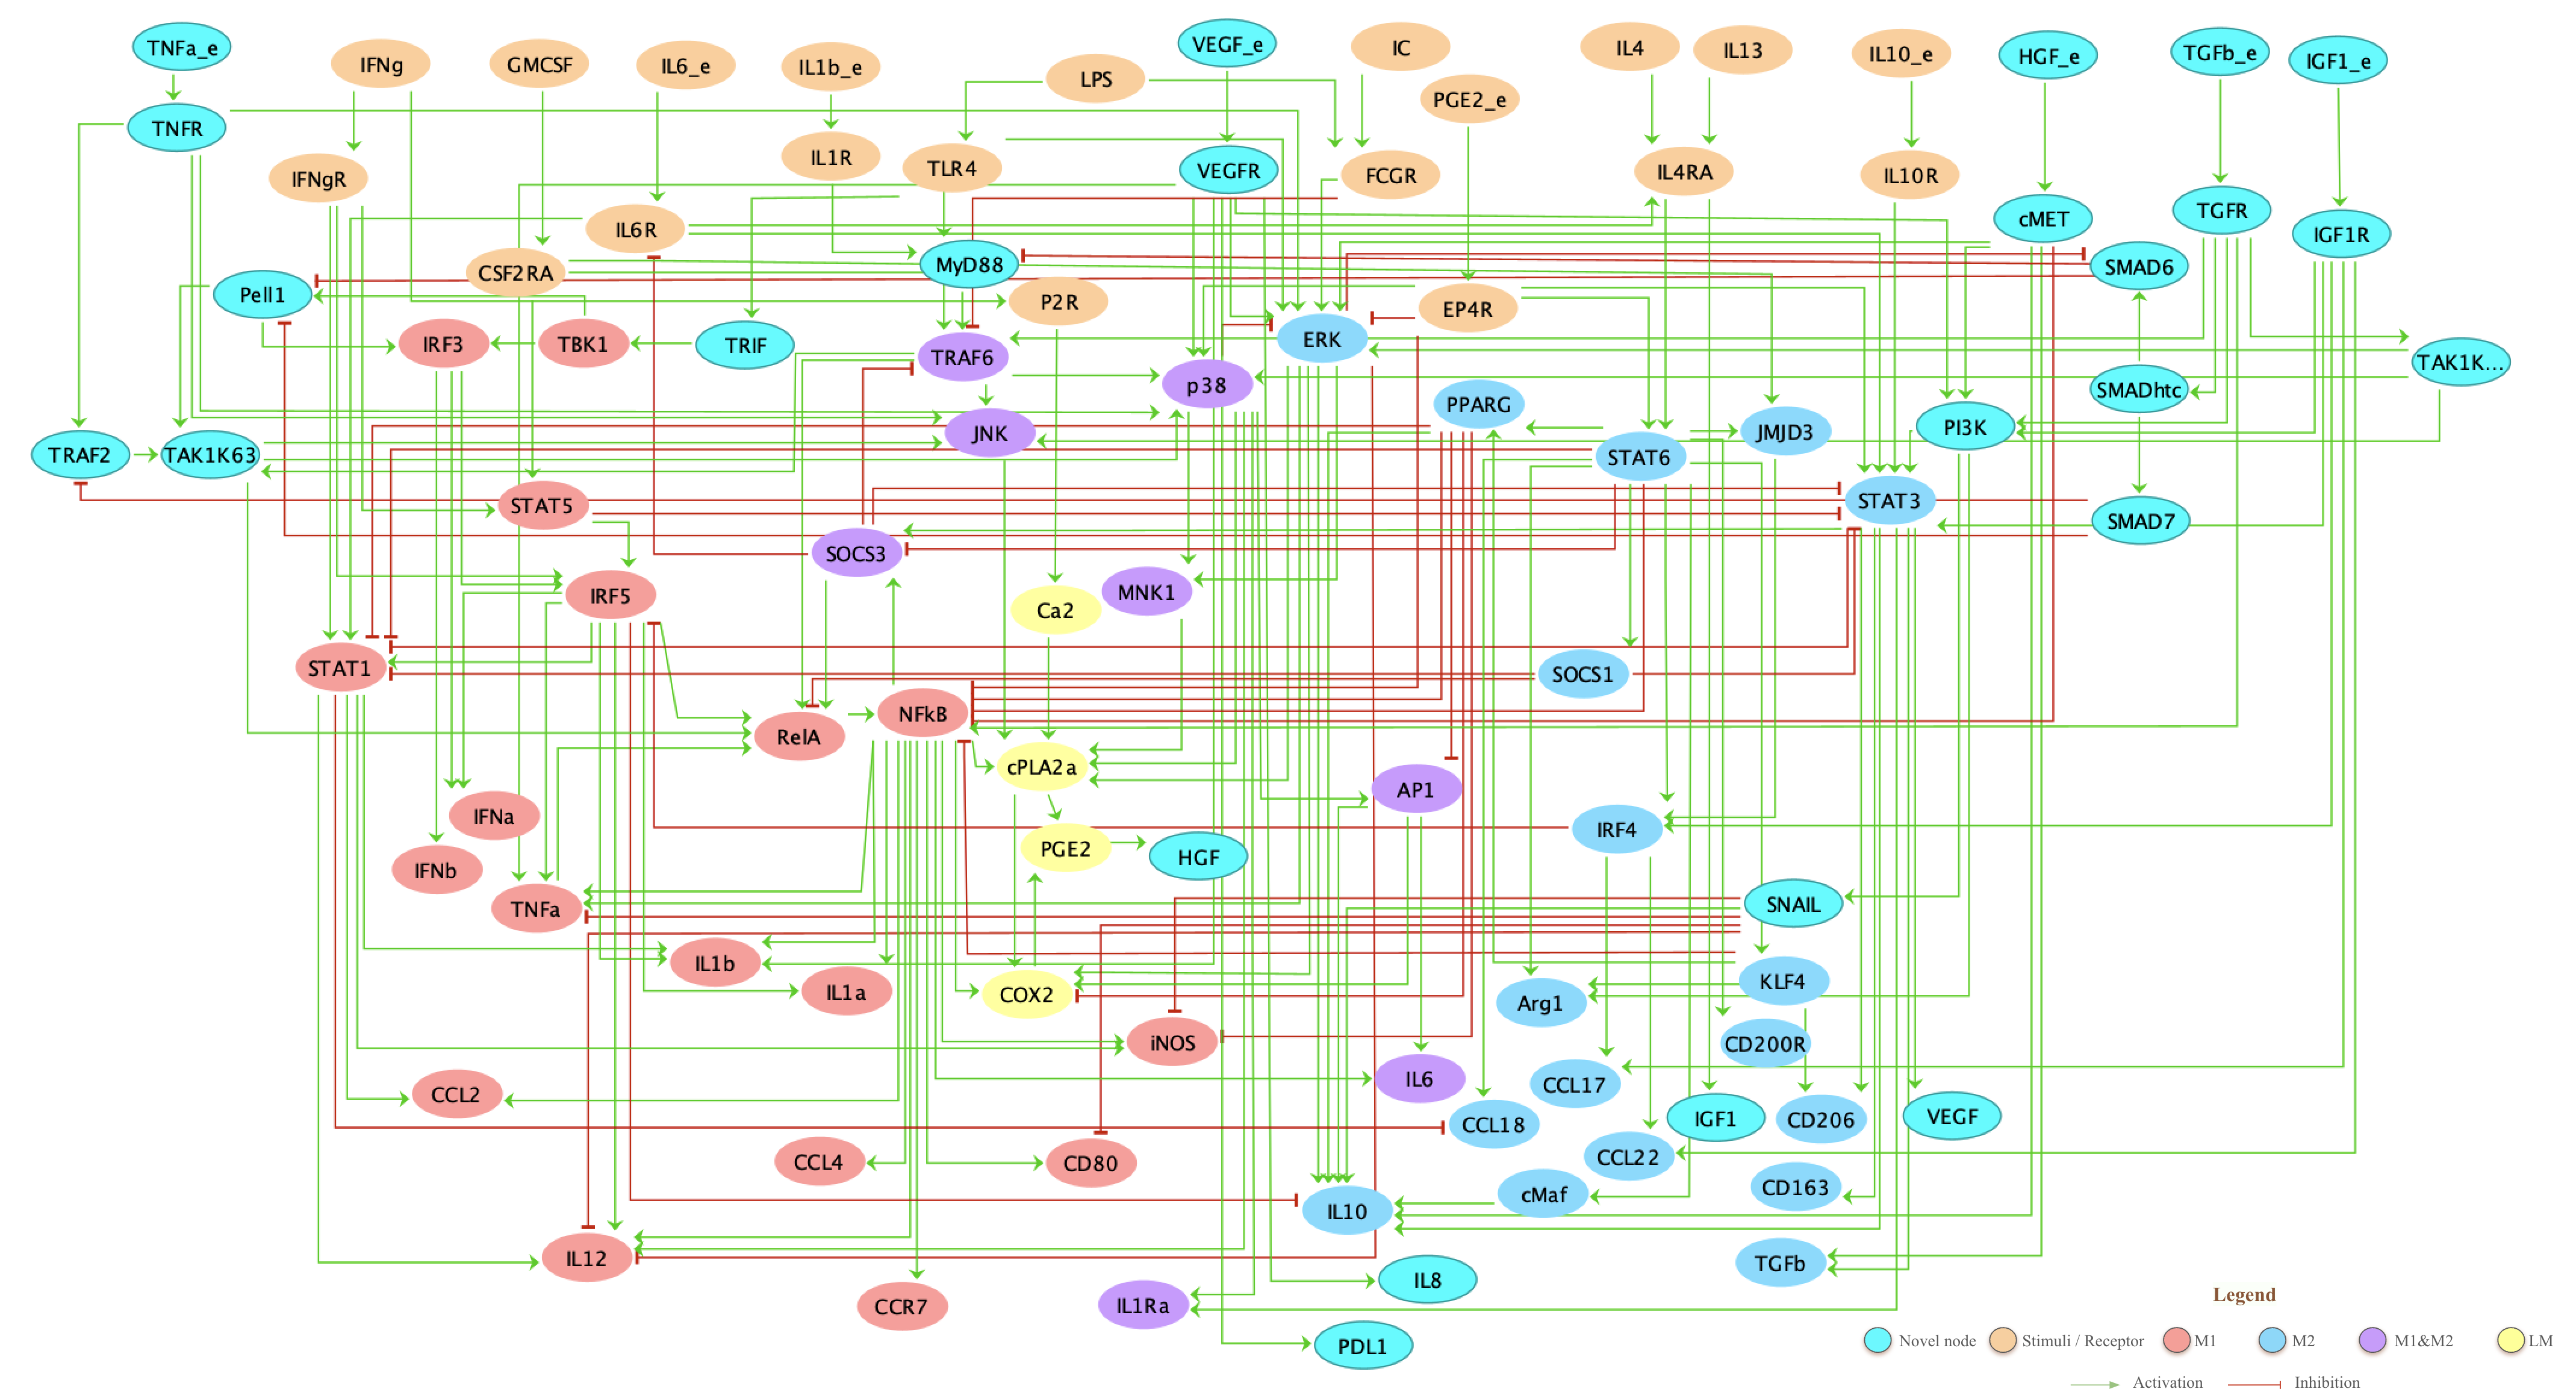 TNFa_e
IFNg
GMCSF
IL6_e
IL1b_e
LPS
VEGF_e
IC
PGE2_e
IL4
IL13
IL10_e
HGF_e
TGFb_e
IGF1_e
TNFR
IFNgR
IL1R
TLR4
VEGFR
FCGR
IL4RA
IL10R
cMET
TGFR
IGF1R
IL6R
CSF2RA
MyD88
SMAD6
Pell1
P2R
EP4R
IRF3
TBK1
TRIF
TRAF6
ERK
TAK1K...
p38
PPARG
SMADhtc
JNK
JMJD3
PI3K
TRAF2
TAK1K63
STAT6
STAT5
STAT3
SMAD7
SOCS3
IRF5
Ca2
MNK1
STAT1
SOCS1
NFkB
RelA
cPLA2a
AP1
IFNa
IRF4
PGE2
HGF
IFNb
TNFa
SNAIL
IL1b
IL1a
COX2
Arg1
KLF4
iNOS
CD200R
CCL2
IL6
CCL17
CCL18
IGF1
CD206
VEGF
CCL4
CD80
CCL22
IL10
cMaf
CD163
IL12
TGFb
IL8
CCR7
IL1Ra
PDL1
Legend
Novel node
Stimuli / Receptor
M1
M2
M1&M2
LM
Activation
Inhibition